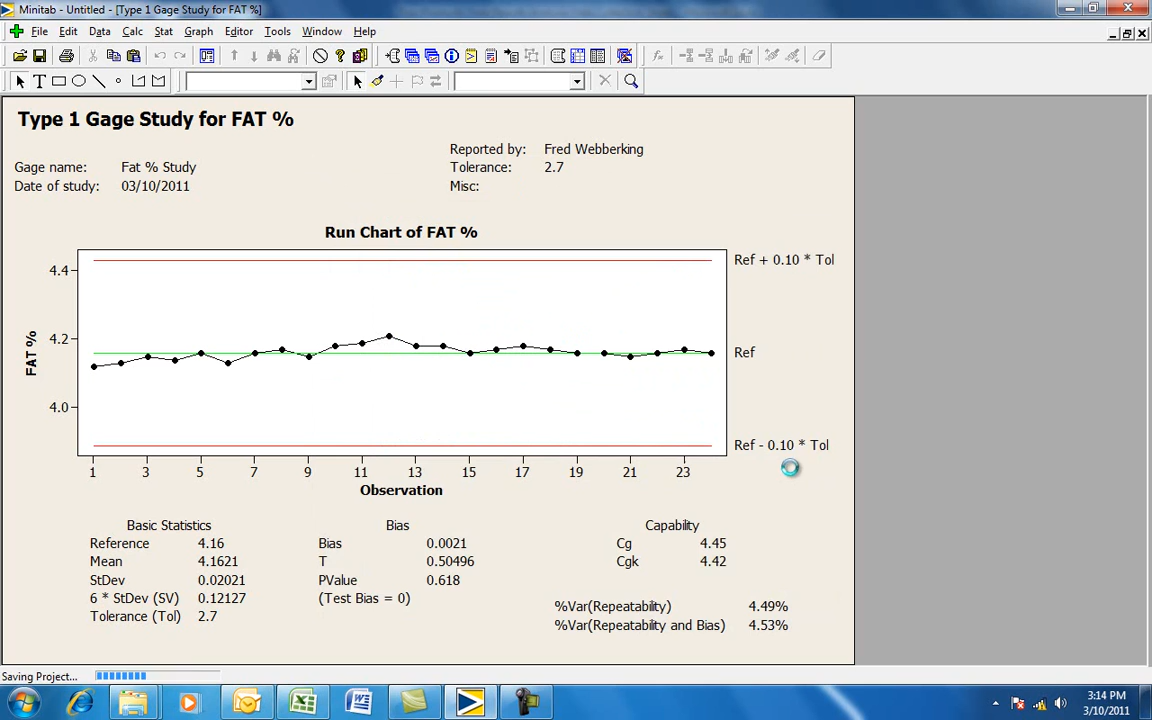 Minitab - Untitled - [Type 1 Gage Study for FAT %]
File Edit Data Calc Stat Graph Editor Tools Window Help
Type 1 Gage Study for FAT %
Reported by: Fred Webberking
Gage name: Fat % Study
Tolerance: 2.7
Date of study: 03/10/2011
Misc:
Run Chart of FAT %
Ref + 0.10 * Tol
4.4
4.2
Ref
4.0
Ref - 0.10 * Tol
FAT %
1 3 5 7 9 11 13 15 17 19 21 23
Observation
Basic Statistics
Reference 4.16
Mean 4.1621
StDev 0.02021
6 * StDev (SV) 0.12127
Tolerance (Tol) 2.7
Bias
Bias 0.0021
T 0.50496
PValue 0.618
(Test Bias = 0)
Capability
Cg 4.45
Cgk 4.42
%Var(Repeatability) 4.49%
%Var(Repeatability and Bias) 4.53%
Saving Project...
3:14 PM
3/10/2011